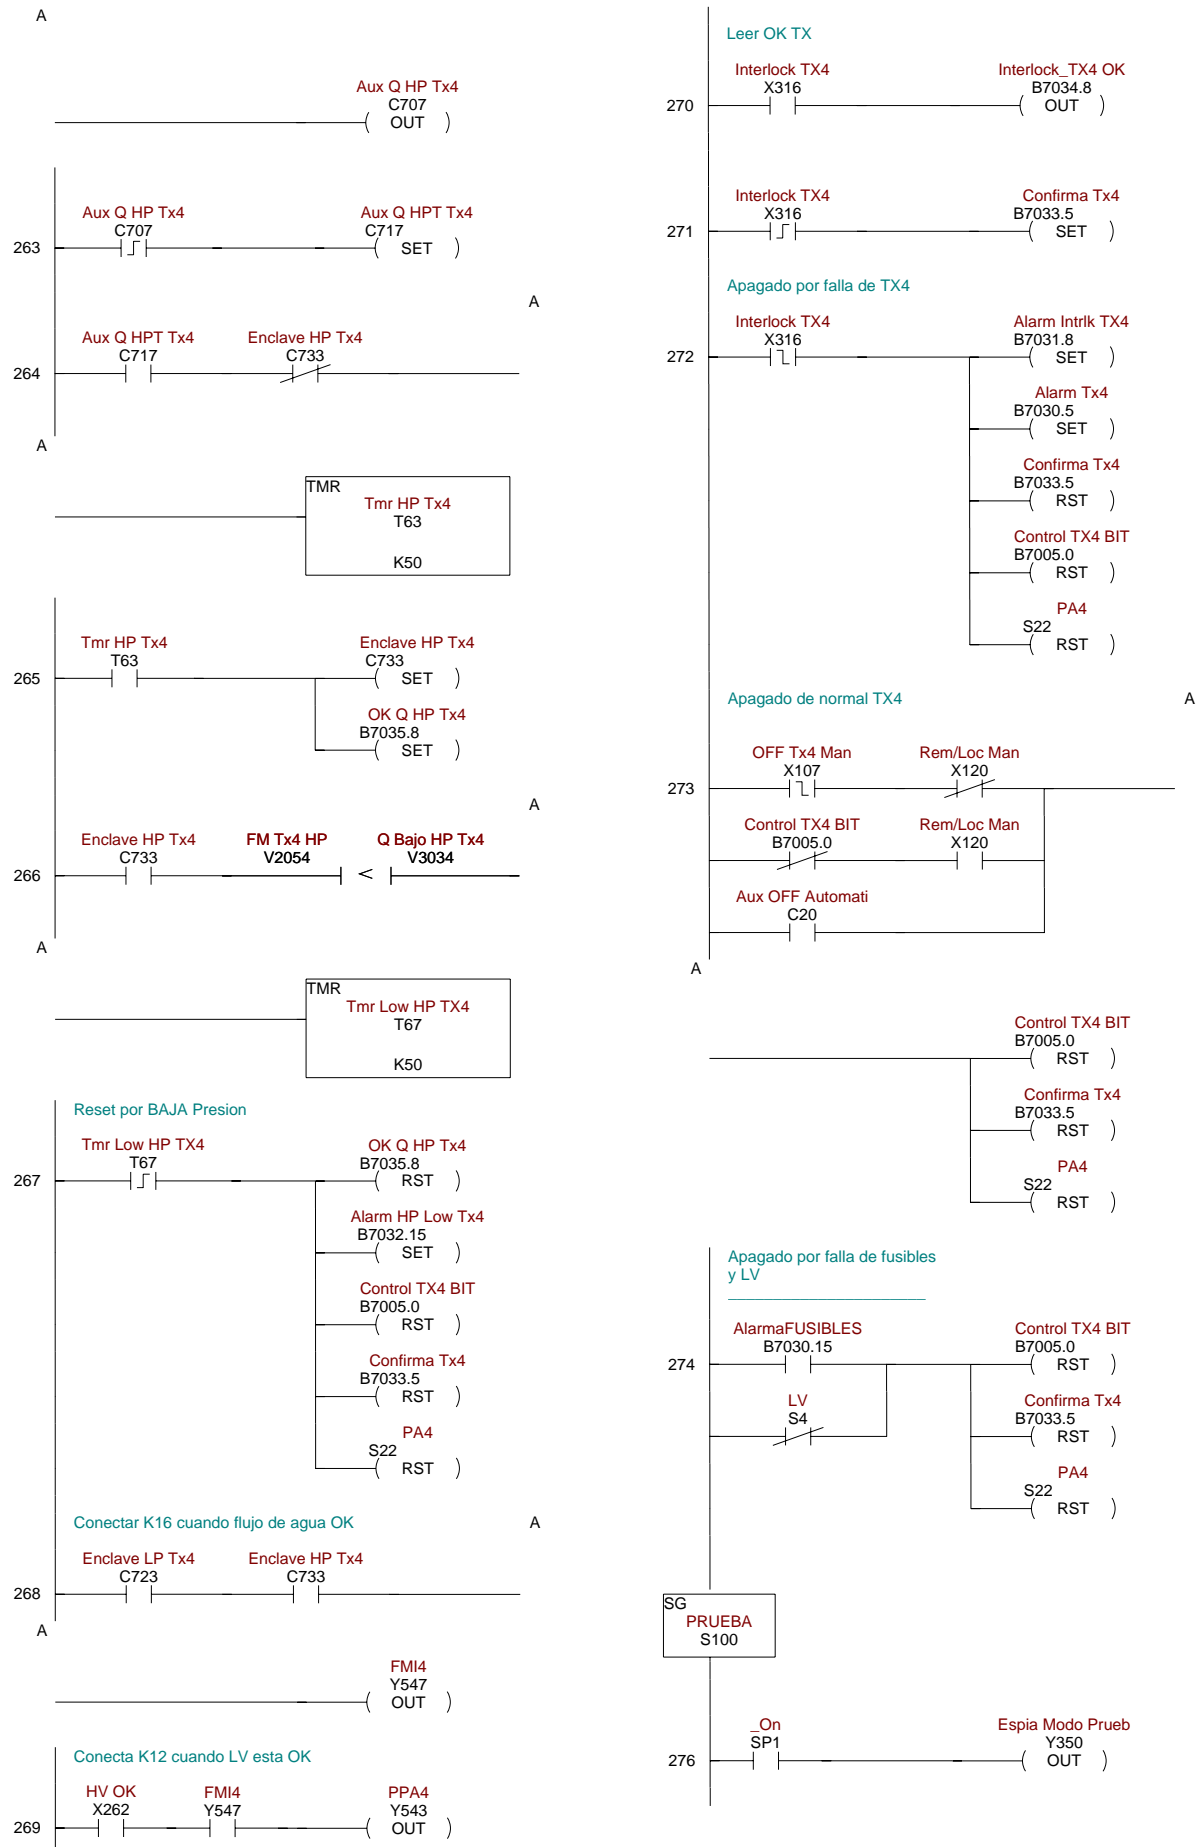 A
Aux Q HP Tx4
C707
OUT
Aux Q HP Tx4
Aux Q HPT Tx4
C707
C717
263
SET
A
Aux Q HPT Tx4
Enclave HP Tx4
C717
C733
264
A
TMR
Tmr HP Tx4
T63
K50
Tmr HP Tx4
Enclave HP Tx4
T63
C733
265
SET
OK Q HP Tx4
B7035.8
SET
A
Enclave HP Tx4
FM Tx4 HP
Q Bajo HP Tx4
C733
V2054
V3034
266
<
A
TMR
Tmr Low HP TX4
T67
K50
Reset por BAJA Presion
Tmr Low HP TX4
OK Q HP Tx4
T67
B7035.8
267
RST
Alarm HP Low Tx4
B7032.15
SET
Control TX4 BIT
B7005.0
RST
Confirma Tx4
B7033.5
RST
PA4
S22
RST
Conectar K16 cuando flujo de agua OK
A
Enclave LP Tx4
Enclave HP Tx4
C723
C733
268
A
FMI4
Y547
OUT
Conecta K12 cuando LV esta OK
HV OK
FMI4
PPA4
X262
Y547
Y543
269
OUT
Leer OK TX
Interlock TX4
Interlock_TX4 OK
X316
B7034.8
270
OUT
Interlock TX4
Confirma Tx4
X316
B7033.5
271
SET
Apagado por falla de TX4
Interlock TX4
Alarm Intrlk TX4
X316
B7031.8
272
SET
Alarm Tx4
B7030.5
SET
Confirma Tx4
B7033.5
RST
Control TX4 BIT
B7005.0
RST
PA4
S22
RST
Apagado de normal TX4
A
OFF Tx4 Man
Rem/Loc Man
X107
X120
273
Control TX4 BIT
Rem/Loc Man
B7005.0
X120
Aux OFF Automati
C20
A
Control TX4 BIT
B7005.0
RST
Confirma Tx4
B7033.5
RST
PA4
S22
RST
Apagado por falla de fusibles
y LV
AlarmaFUSIBLES
Control TX4 BIT
B7030.15
B7005.0
274
RST
LV
Confirma Tx4
S4
B7033.5
RST
PA4
S22
RST
SG
PRUEBA
S100
_On
Espia Modo Prueb
SP1
Y350
276
OUT